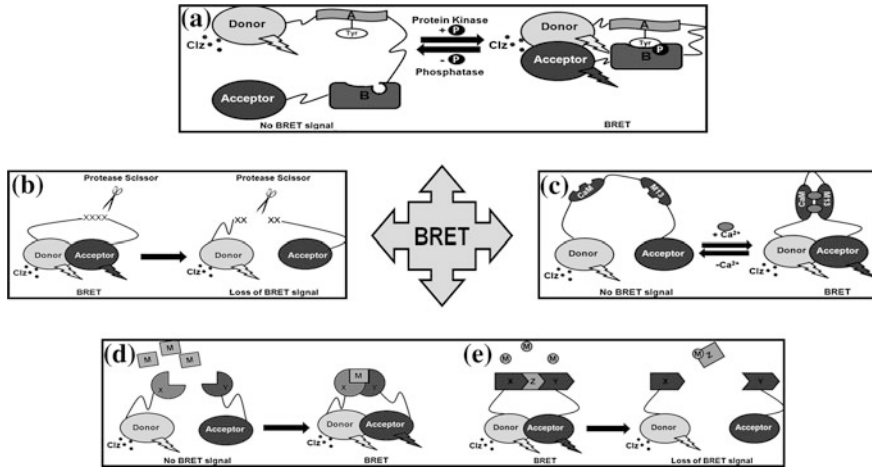 (a)
Donor
A
Tyr
Clz
Protein Kinase
+ P
- P
Phosphatase
Acceptor
B
No BRET signal
Donor
A
Clz
Tyr
P
Acceptor
B
BRET
(b)
Protease Scissor
Protease Scissor
XXXX
XX
XX
Donor
Acceptor
Clz
BRET
Donor
Acceptor
Clz
Loss of BRET signal
BRET
(c)
CaM
M13
Donor
Acceptor
Clz
No BRET signal
+ Ca²⁺
-Ca²⁺
CaM
M13
Donor
Acceptor
Clz
BRET
(d)
M
M
M
X
Y
Donor
Acceptor
Clz
No BRET signal
M
X
Y
Donor
Acceptor
Clz
BRET
(e)
M
M
M
X
Z
Y
Donor
Acceptor
Clz
BRET
M
Z
X
Y
Donor
Acceptor
Clz
Loss of BRET signal